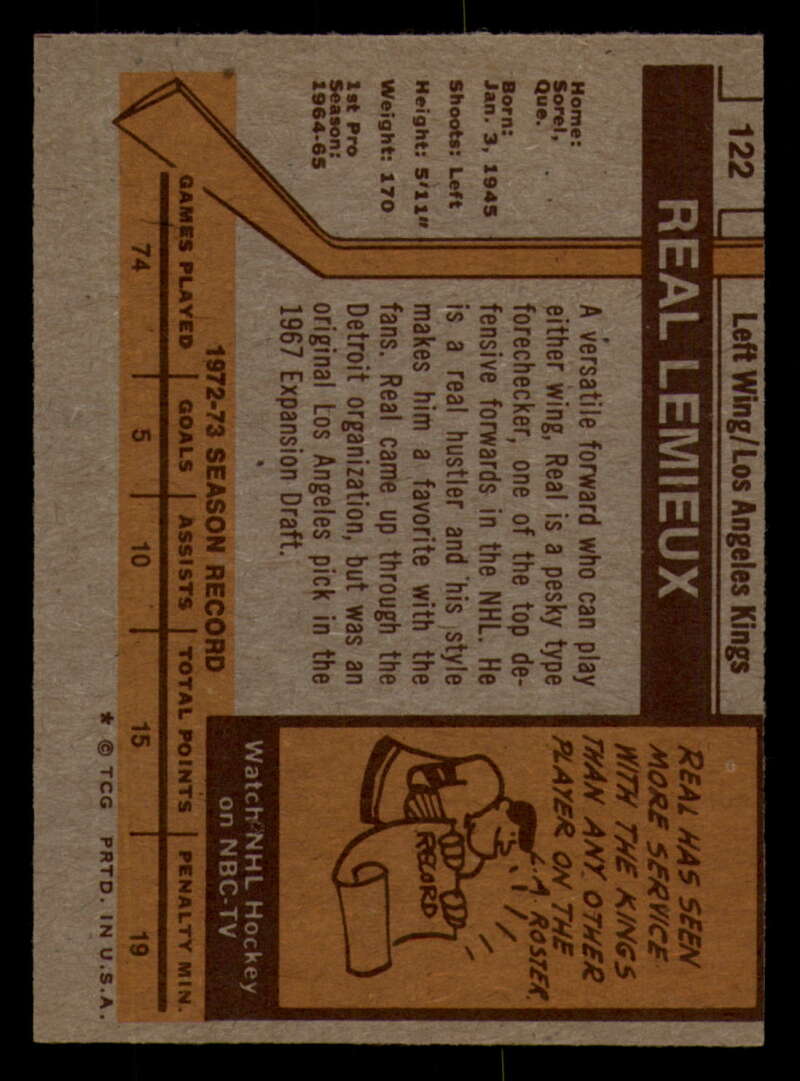 122
Left Wing/Los Angeles Kings
REAL LEMIEUX
Home:
Sorel,
Que.
Born:
Jan. 3, 1945
Shoots: Left
Height: 5'11"
Weight: 170
1st Pro
Season:
1964-65
A versatile forward who can play
either wing, Real is a pesky type
forechecker, one of the top de-
fensive forwards in the NHL. He
is a real hustler and his style
makes him a favorite with the
fans. Real came up through the
Detroit organization, but was an
original Los Angeles pick in the
1967 Expansion Draft.
REAL HAS SEEN
MORE SERVICE
WITH THE KINGS
THAN ANY OTHER
PLAYER ON THE
L.A. ROSTER.
RECORD
Watch NHL Hockey
on NBC-TV
1972-73 SEASON RECORD
GAMES PLAYED GOALS ASSISTS TOTAL POINTS PENALTY MIN.
74 5 10 15 19
* © TCG PRTD. IN U.S.A.